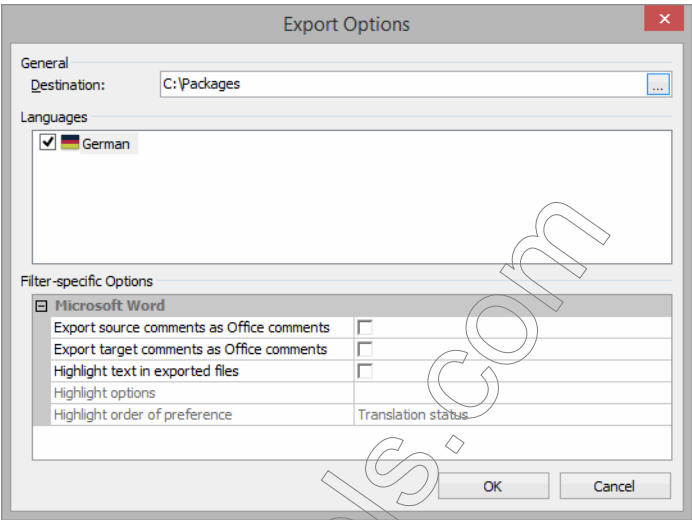 Export Options
General
Destination: C:\Packages ...
Languages
German
Filter-specific Options
Microsoft Word
Export source comments as Office comments
Export target comments as Office comments
Highlight text in exported files
Highlight options
Highlight order of preference Translation status
OK Cancel
ls.com